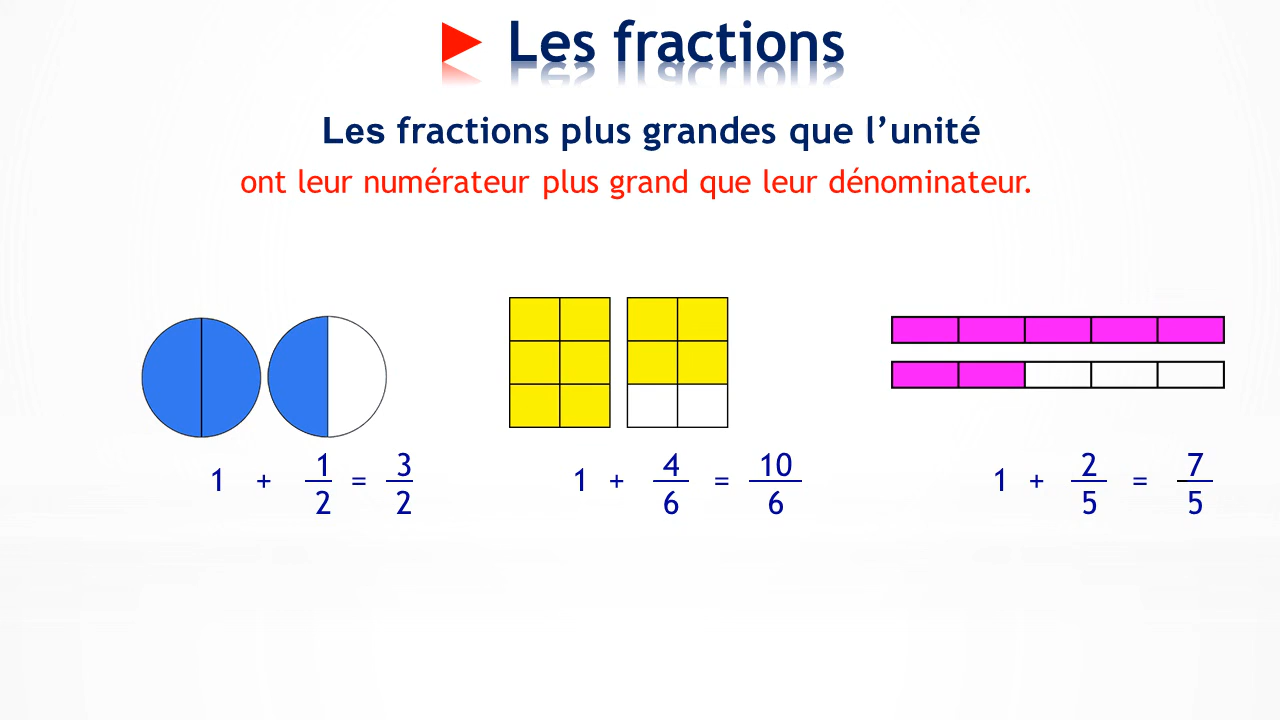 ► Les fractions
Les fractions plus grandes que l’unité
ont leur numérateur plus grand que leur dénominateur.
1 + 1/2 = 3/2
1 + 4/6 = 10/6
1 + 2/5 = 7/5